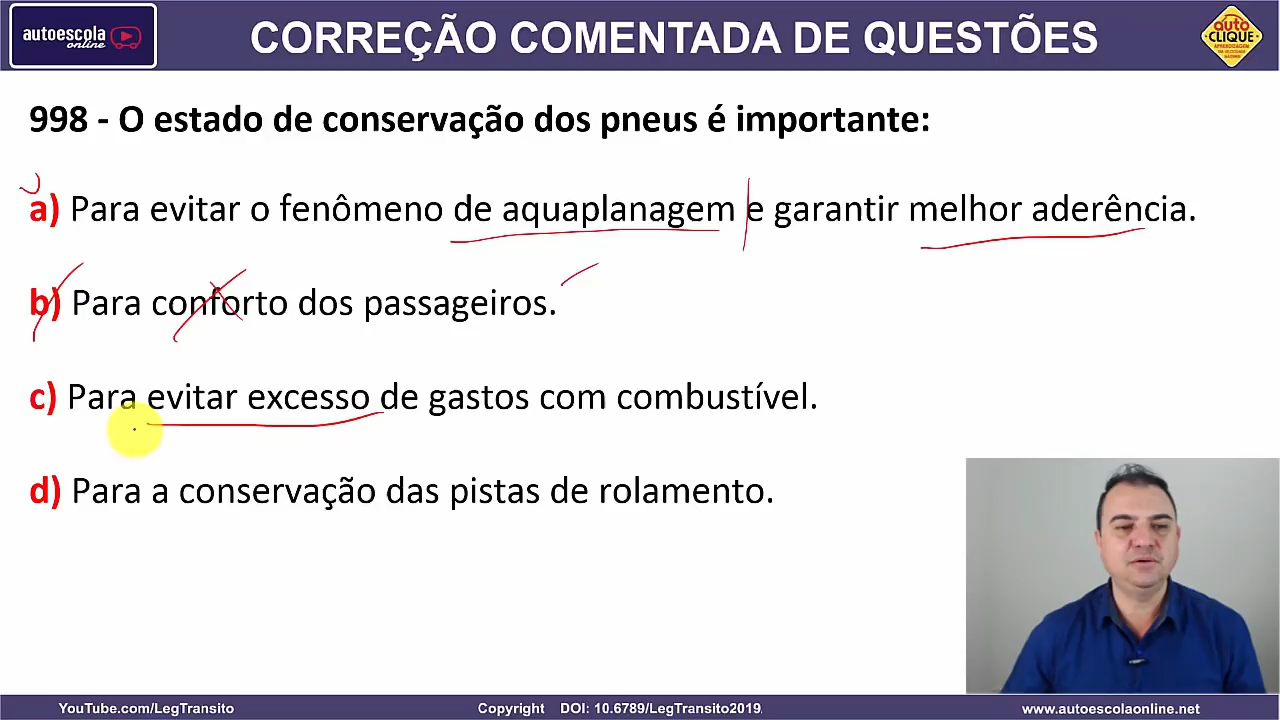 autoescola
online
CORREÇÃO COMENTADA DE QUESTÕES
auto
CLIQUE
998 - O estado de conservação dos pneus é importante:
a) Para evitar o fenômeno de aquaplanagem e garantir melhor aderência.
b) Para conforto dos passageiros.
c) Para evitar excesso de gastos com combustível.
d) Para a conservação das pistas de rolamento.
YouTube.com/LegTransito
Copyright DOI: 10.6789/LegTransito2019
www.autoescolaonline.net